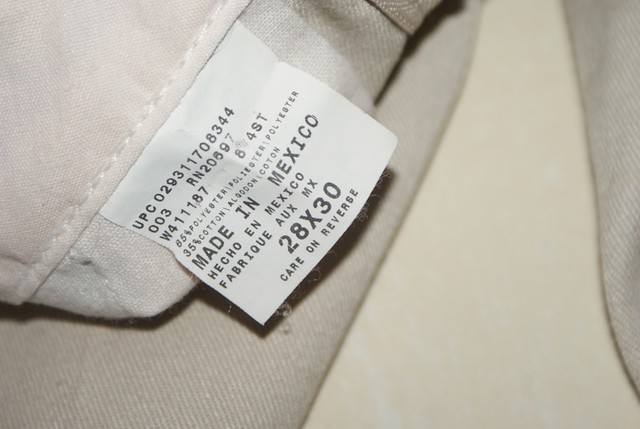 UPC 029311708344
003 RN20697
W411187 8 4ST
65%POLYESTER\POLIESTER\POLYESTER
35%COTTON\ALGODON\COTON
MADE IN MEXICO
HECHO EN MEXICO
FABRIQUE AUX MX
28X30
CARE ON REVERSE